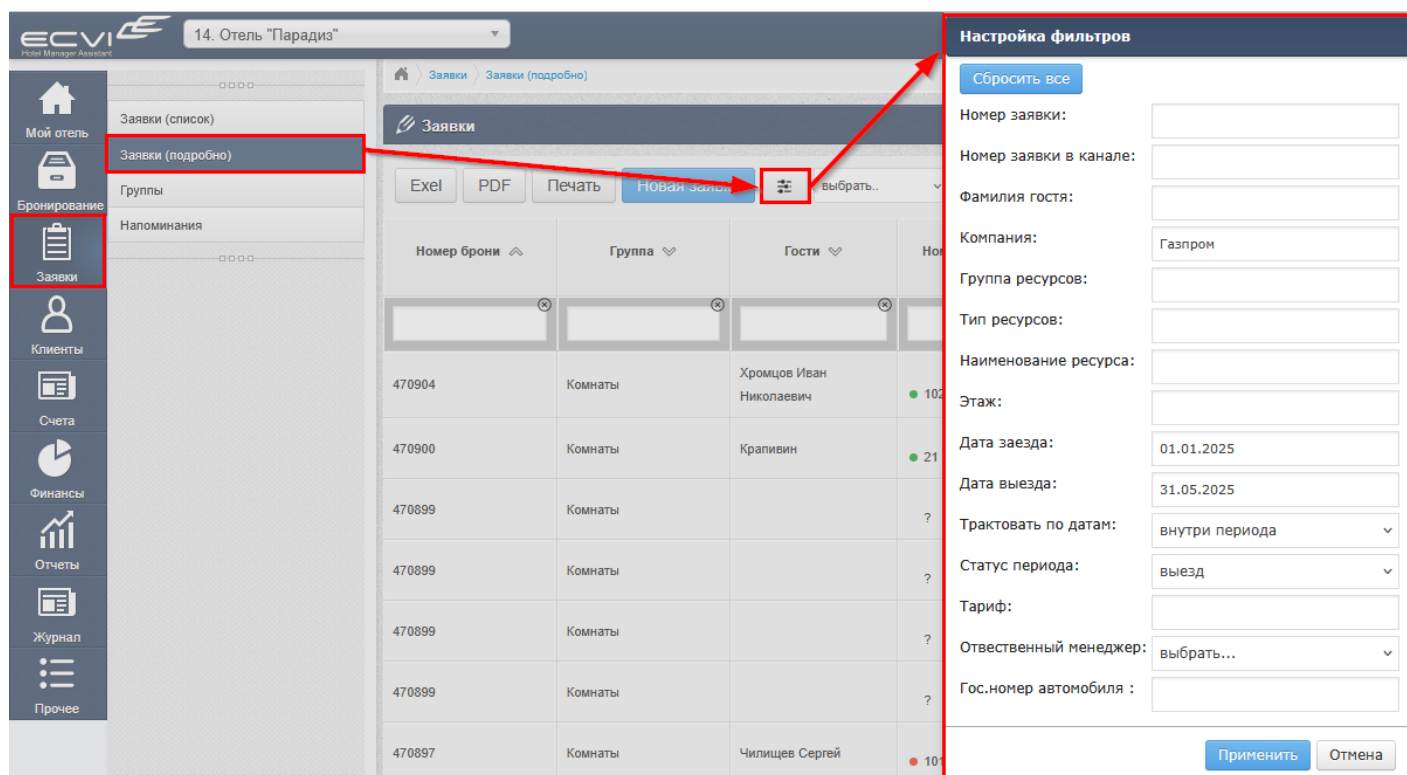 ECVI
Hotel Manager Assistant
14. Отель "Парадиз"
Мой отель
Бронирование
Заявки
Клиенты
Счета
Финансы
Отчеты
Журнал
Прочее
Заявки (список)
Заявки (подробно)
Группы
Напоминания
Заявки Заявки (подробно)
Заявки
Exel PDF Печать Новая заяв выбрать..
Номер брони Группа Гости Но
470904 Комнаты Хромцов Иван Николаевич 102
470900 Комнаты Крапивин 21
470899 Комнаты ?
470899 Комнаты ?
470899 Комнаты ?
470899 Комнаты ?
470897 Комнаты Чилищев Сергей 101
Настройка фильтров
Сбросить все
Номер заявки:
Номер заявки в канале:
Фамилия гостя:
Компания: Газпром
Группа ресурсов:
Тип ресурсов:
Наименование ресурса:
Этаж:
Дата заезда: 01.01.2025
Дата выезда: 31.05.2025
Трактовать по датам: внутри периода
Статус периода: выезд
Тариф:
Отвественный менеджер: выбрать...
Гос.номер автомобиля :
Применить Отмена